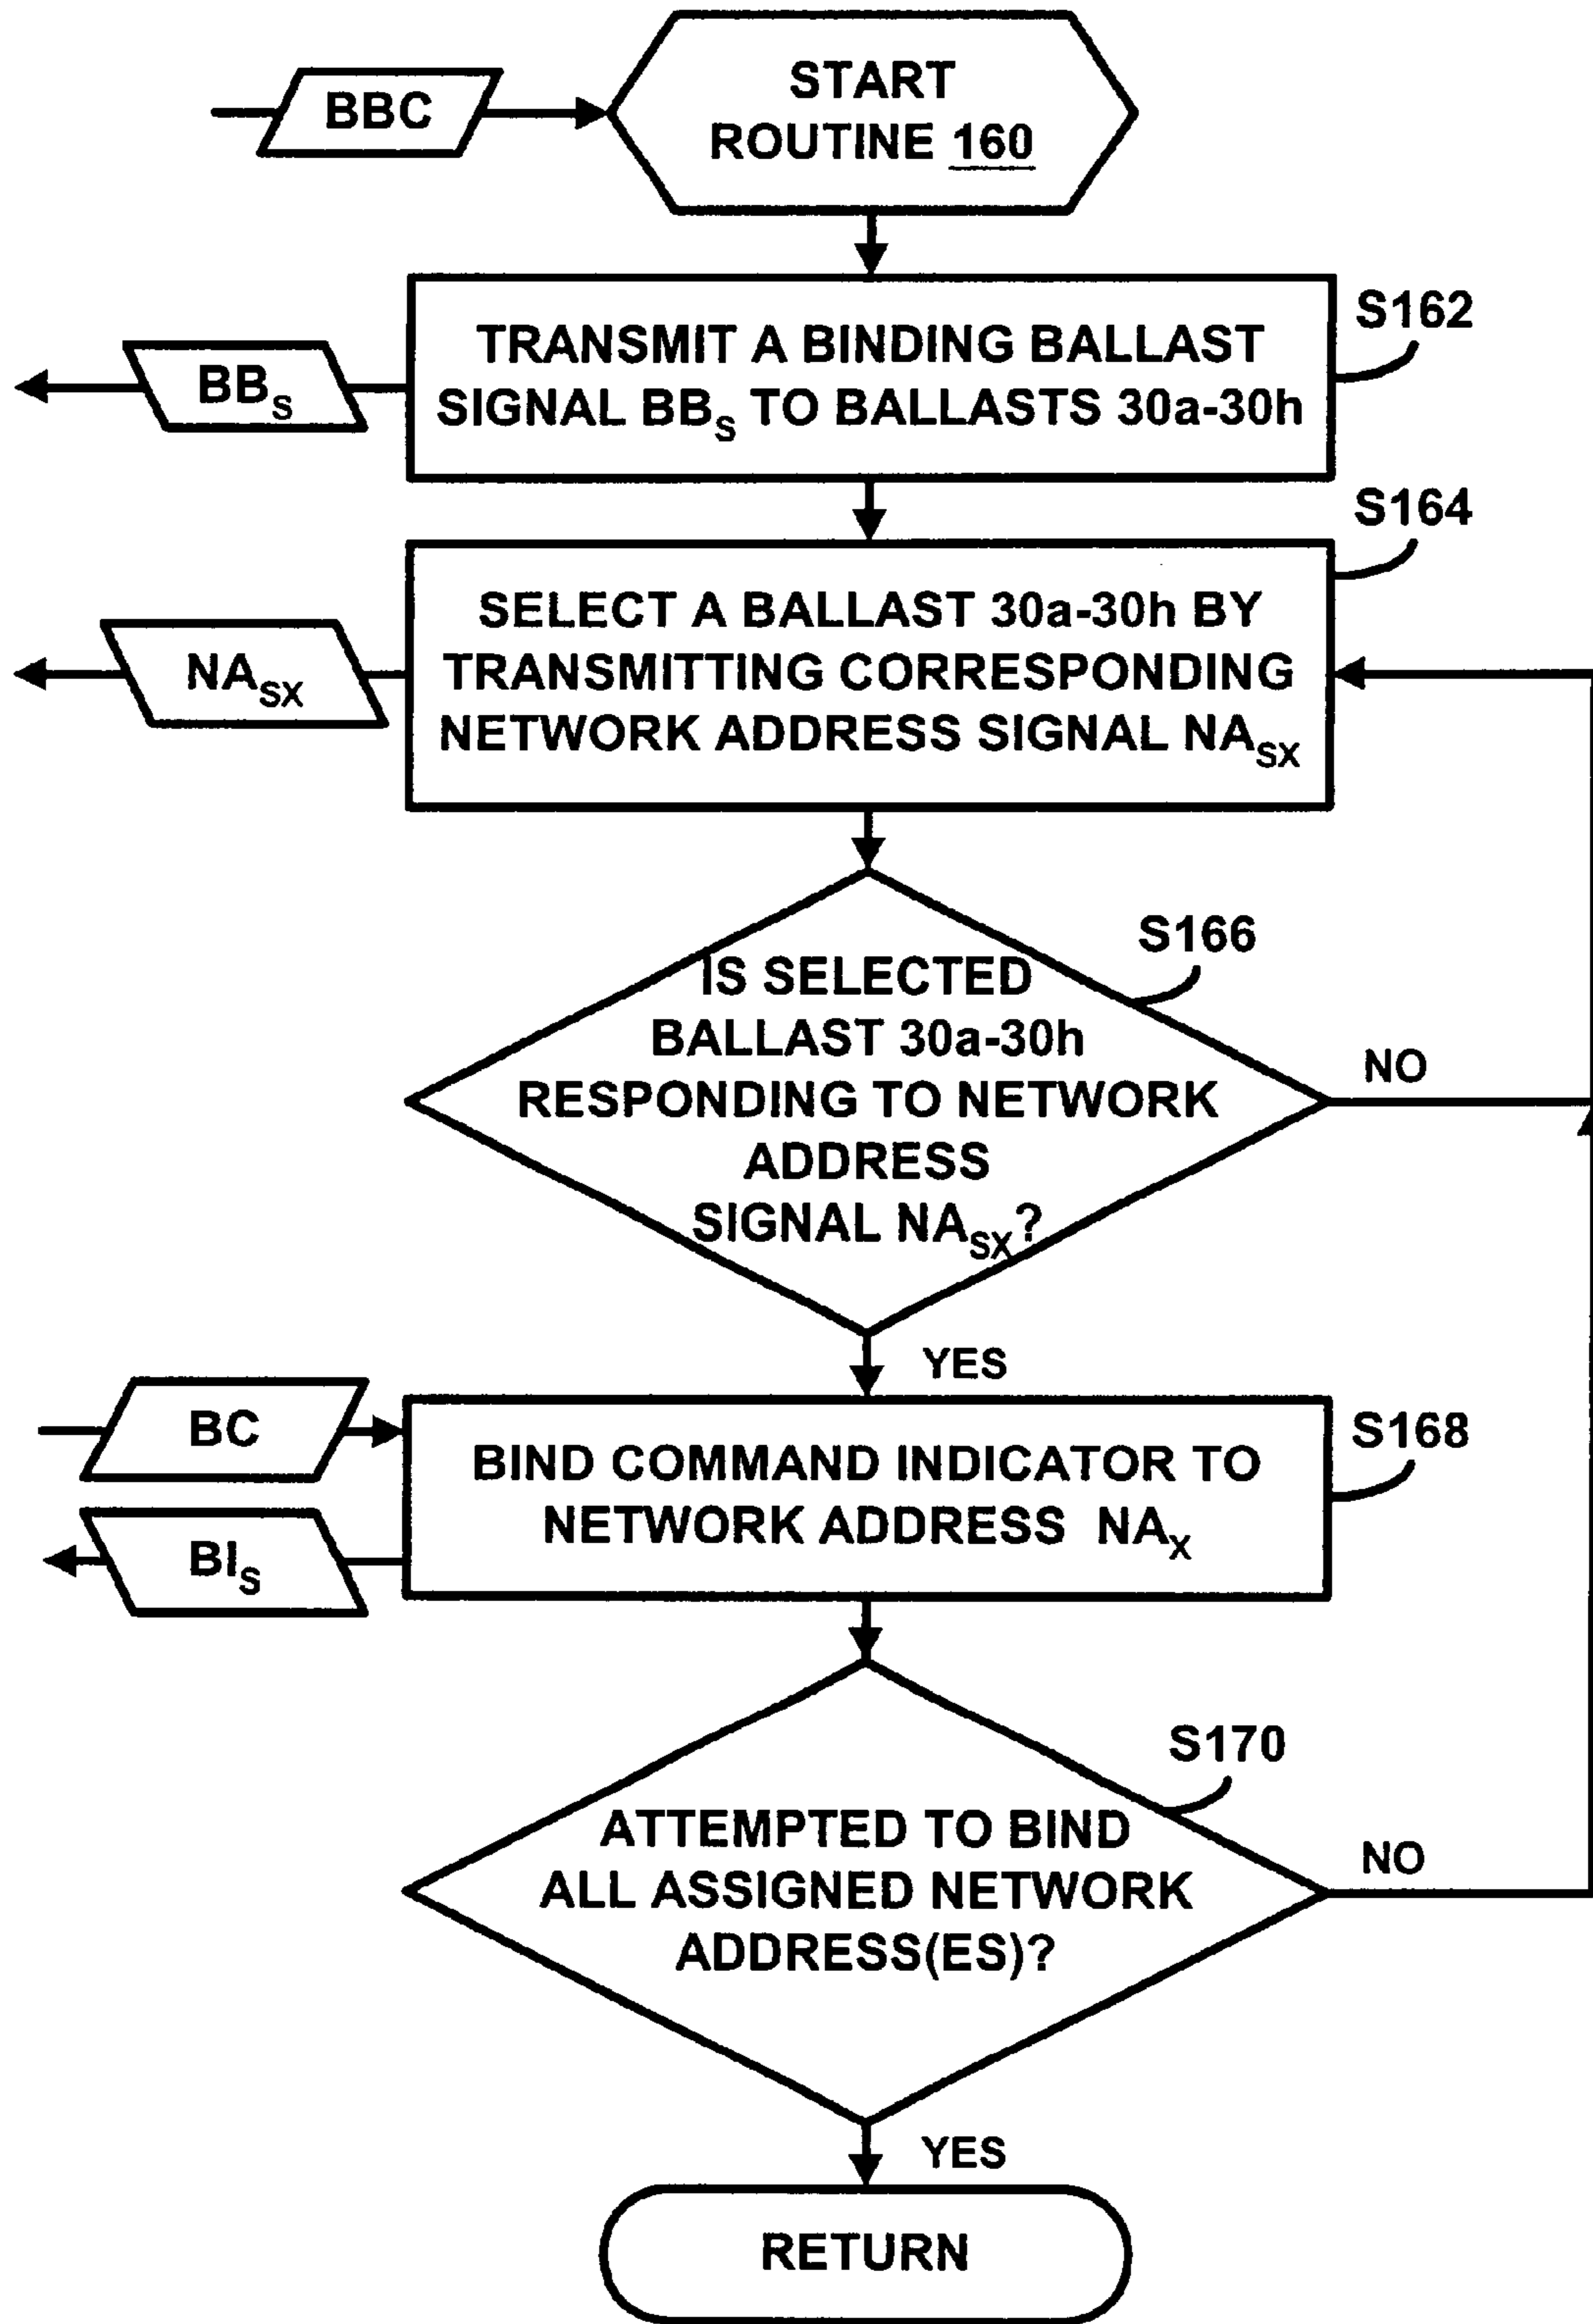 BBC
START
ROUTINE 160
S162
TRANSMIT A BINDING BALLAST
SIGNAL BBS TO BALLASTS 30a-30h
BBS
S164
SELECT A BALLAST 30a-30h BY
TRANSMITTING CORRESPONDING
NETWORK ADDRESS SIGNAL NASX
NASX
S166
IS SELECTED
BALLAST 30a-30h
RESPONDING TO NETWORK
ADDRESS
SIGNAL NASX?
NO
YES
BC
S168
BIND COMMAND INDICATOR TO
NETWORK ADDRESS NAX
BIS
S170
ATTEMPTED TO BIND
ALL ASSIGNED NETWORK
ADDRESS(ES)?
NO
YES
RETURN